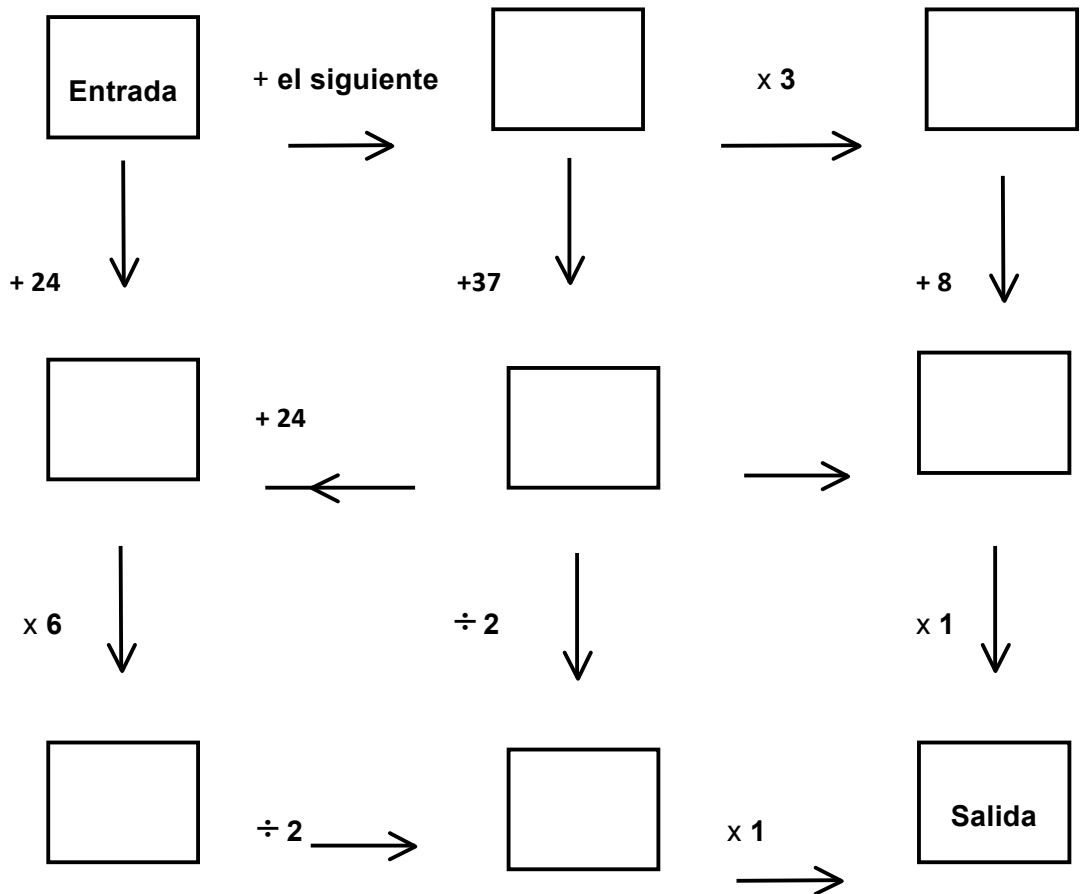 + el siguiente
x 3
Entrada
+ 24
+37
+ 8
+ 24
x 6
÷ 2
x 1
÷ 2
x 1
Salida